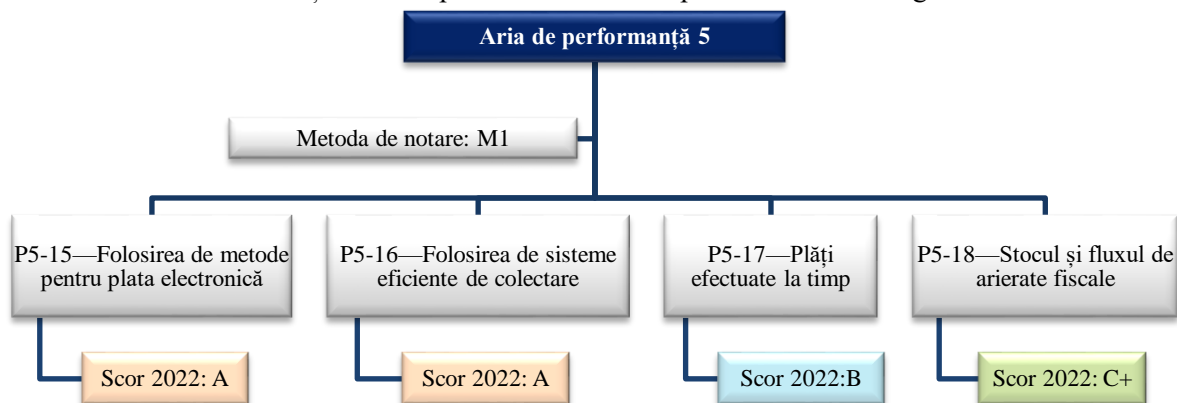 Aria de performanță 5
Metoda de notare: M1
P5-15—Folosirea de metode
pentru plata electronică
P5-16—Folosirea de sisteme
eficiente de colectare
P5-17—Plăți
efectuate la timp
P5-18—Stocul și fluxul de
arierate fiscale
Scor 2022: A
Scor 2022: A
Scor 2022:B
Scor 2022: C+